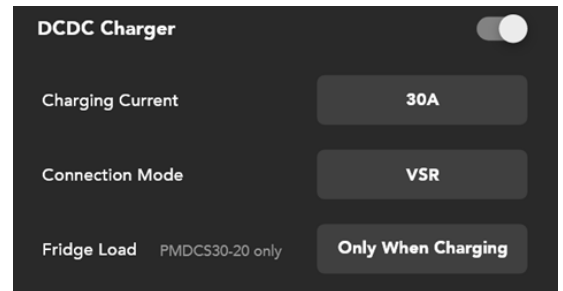 DCDC Charger
Charging Current 30A
Connection Mode VSR
Fridge Load PMDCS30-20 only Only When Charging